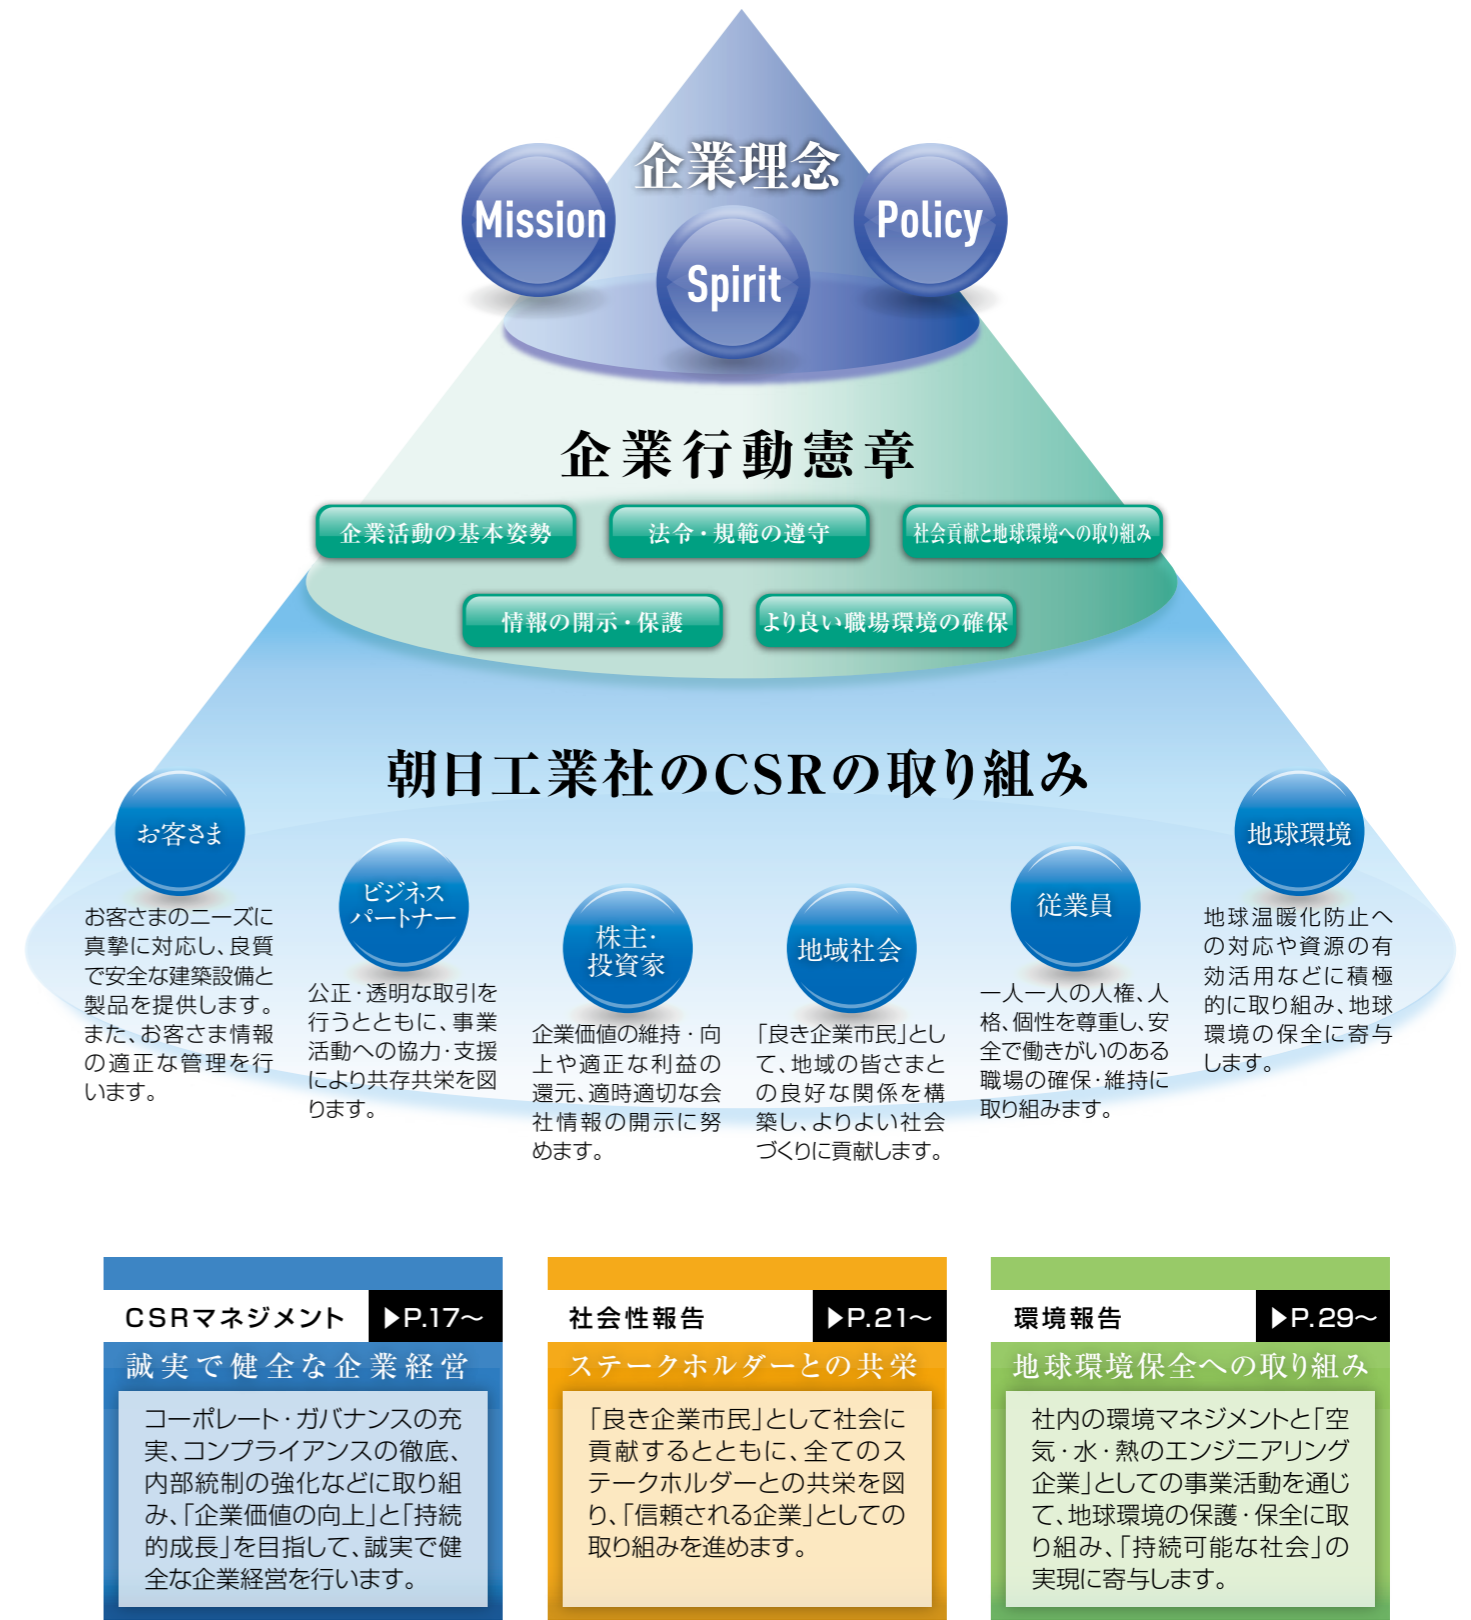 企業理念
Mission
Spirit
Policy
企業行動憲章
企業活動の基本姿勢
法令・規範の遵守
社会貢献と地球環境への取り組み
情報の開示・保護
より良い職場環境の確保
朝日工業社のCSRの取り組み
お客さま
お客さまのニーズに
真摯に対応し、良質
で安全な建築設備と
製品を提供します。
また、お客さま情報
の適正な管理を行
います。
ビジネス
パートナー
公正・透明な取引を
行うとともに、事業
活動への協力・支援
により共存共栄を図
ります。
株主・
投資家
企業価値の維持・向
上や適正な利益の
還元、適時適切な会
社情報の開示に努
めます。
地域社会
「良き企業市民」とし
て、地域の皆さまと
の良好な関係を構
築し、よりよい社会
づくりに貢献します。
従業員
一人一人の人権、人
格、個性を尊重し、安
全で働きがいのある
職場の確保・維持に
取り組みます。
地球環境
地球温暖化防止へ
の対応や資源の有
効活用などに積極
的に取り組み、地球
環境の保全に寄与
します。
CSRマネジメント ▶P.17～
誠実で健全な企業経営
コーポレート・ガバナンスの充
実、コンプライアンスの徹底、
内部統制の強化などに取り組
み、「企業価値の向上」と「持続
的成長」を目指して、誠実で健
全な企業経営を行います。
社会性報告 ▶P.21～
ステークホルダーとの共栄
「良き企業市民」として社会に
貢献するとともに、全てのス
テークホルダーとの共栄を図
り、「信頼される企業」としての
取り組みを進めます。
環境報告 ▶P.29～
地球環境保全への取り組み
社内の環境マネジメントと「空
気・水・熱のエンジニアリング
企業」としての事業活動を通じ
て、地球環境の保護・保全に取
り組み、「持続可能な社会」の
実現に寄与します。